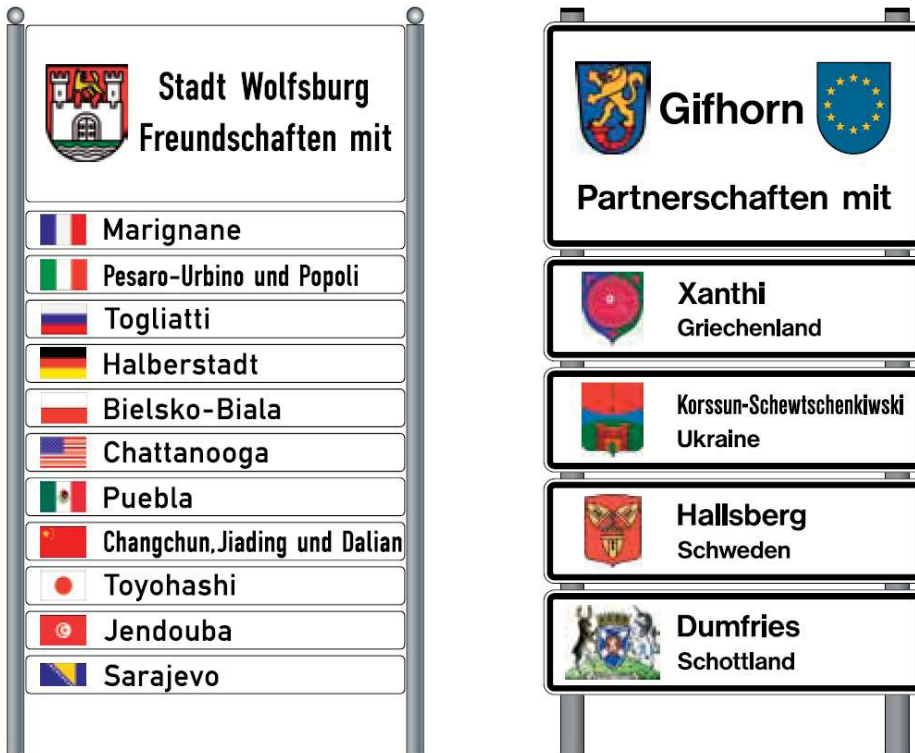 Stadt Wolfsburg
Freundschaften mit
Marignane
Pesaro-Urbino und Popoli
Togliatti
Halberstadt
Bielsko-Biala
Chattanooga
Puebla
Changchun,Jiading und Dalian
Toyohashi
Jendouba
Sarajevo
Gifhorn
Partnerschaften mit
Xanthi
Griechenland
Korssun-Schewtschenkiwski
Ukraine
Hallsberg
Schweden
Dumfries
Schottland